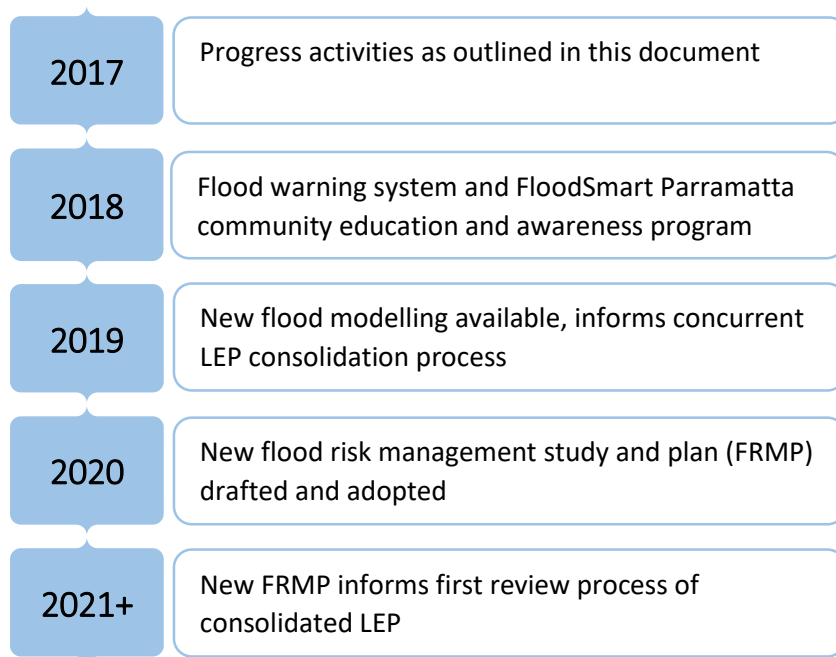 2017
Progress activities as outlined in this document
2018
Flood warning system and FloodSmart Parramatta
community education and awareness program
2019
New flood modelling available, informs concurrent
LEP consolidation process
2020
New flood risk management study and plan (FRMP)
drafted and adopted
2021+
New FRMP informs first review process of
consolidated LEP